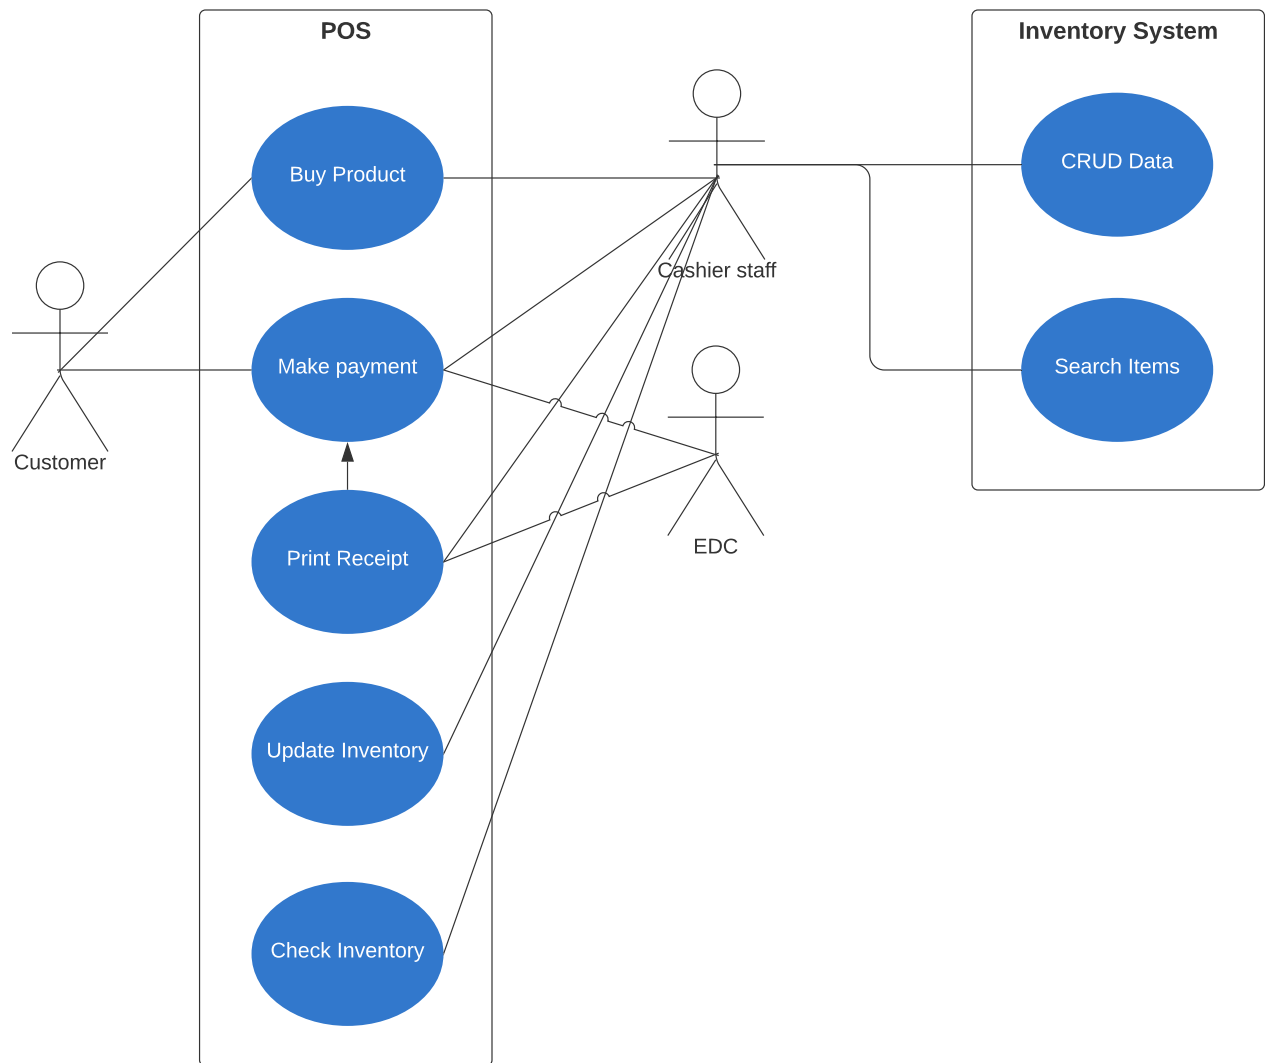 POS
Inventory System
Buy Product
CRUD Data
Cashier staff
Make payment
Search Items
Customer
Print Receipt
EDC
Update Inventory
Check Inventory